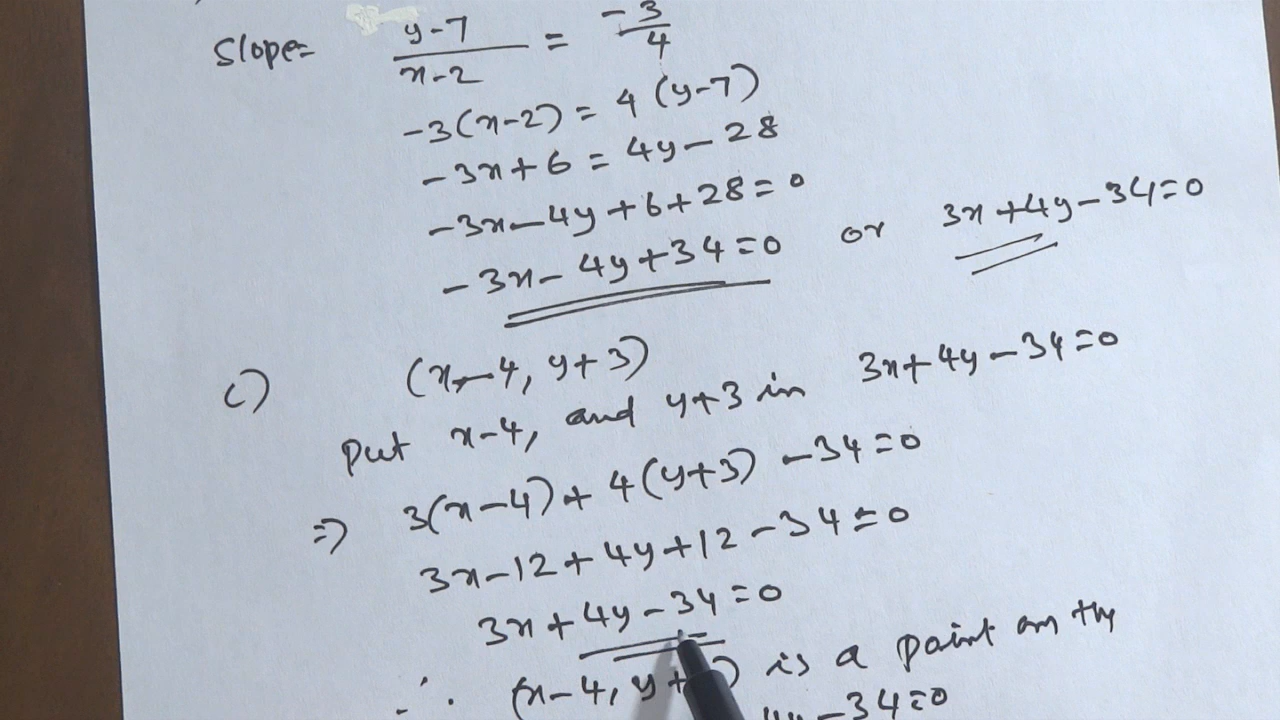 Slope= y-7/x-2 = -3/4
-3(x-2) = 4(y-7)
-3x+6 = 4y-28
-3x-4y+6+28=0
-3x-4y+34=0 or 3x+4y-34=0
c) (x-4, y+3)
Put x-4, and y+3 in 3x+4y-34=0
=> 3(x-4)+4(y+3)-34=0
3x-12+4y+12-34=0
3x+4y-34=0
∴ (x-4, y+ ) is a point on the
4y-34=0